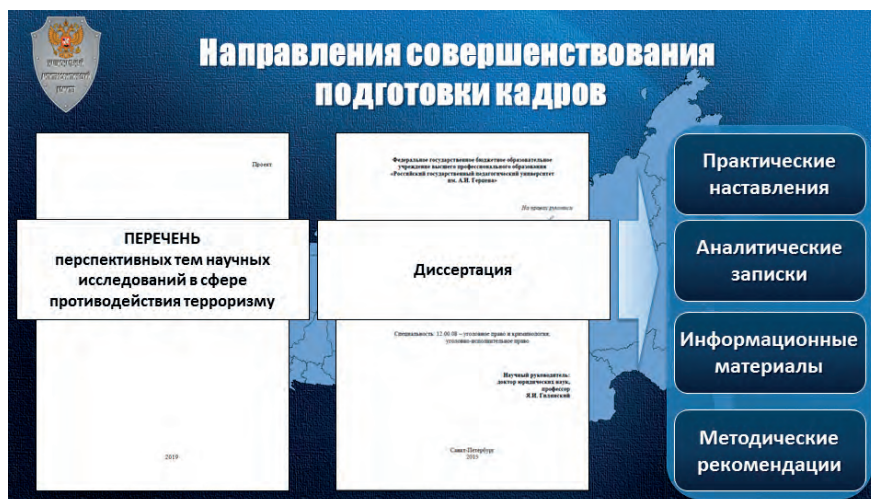 Направления совершенствования
подготовки кадров
Проект
ПЕРЕЧЕНЬ
перспективных тем научных
исследований в сфере
противодействия терроризму
2019
Федеральное государственное бюджетное образовательное
учреждение высшего профессионального образования
«Российский государственный педагогический университет
им. А.И. Герцена»
На правах рукописи
Диссертация
Специальность: 12.00.08 – уголовное право и криминология;
уголовно-исполнительное право
Научный руководитель:
доктор юридических наук,
профессор
Я.И. Гилинский
Санкт-Петербург
Практические
наставления
Аналитические
записки
Информационные
материалы
Методические
рекомендации